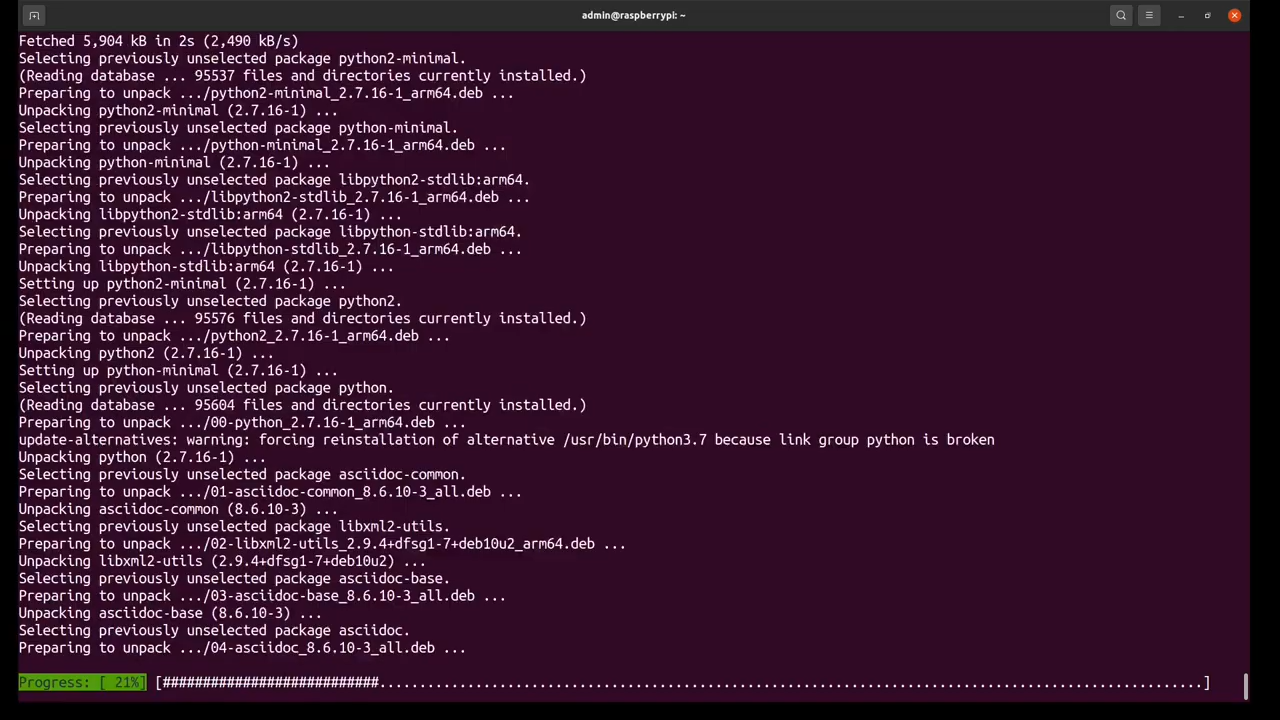 admin@raspberrypi: ~
Fetched 5,904 kB in 2s (2,490 kB/s)
Selecting previously unselected package python2-minimal.
(Reading database ... 95537 files and directories currently installed.)
Preparing to unpack .../python2-minimal_2.7.16-1_arm64.deb ...
Unpacking python2-minimal (2.7.16-1) ...
Selecting previously unselected package python-minimal.
Preparing to unpack .../python-minimal_2.7.16-1_arm64.deb ...
Unpacking python-minimal (2.7.16-1) ...
Selecting previously unselected package libpython2-stdlib:arm64.
Preparing to unpack .../libpython2-stdlib_2.7.16-1_arm64.deb ...
Unpacking libpython2-stdlib:arm64 (2.7.16-1) ...
Selecting previously unselected package libpython-stdlib:arm64.
Preparing to unpack .../libpython-stdlib_2.7.16-1_arm64.deb ...
Unpacking libpython-stdlib:arm64 (2.7.16-1) ...
Setting up python2-minimal (2.7.16-1) ...
Selecting previously unselected package python2.
(Reading database ... 95576 files and directories currently installed.)
Preparing to unpack .../python2_2.7.16-1_arm64.deb ...
Unpacking python2 (2.7.16-1) ...
Setting up python-minimal (2.7.16-1) ...
Selecting previously unselected package python.
(Reading database ... 95604 files and directories currently installed.)
Preparing to unpack .../00-python_2.7.16-1_arm64.deb ...
update-alternatives: warning: forcing reinstallation of alternative /usr/bin/python3.7 because link group python is broken
Unpacking python (2.7.16-1) ...
Selecting previously unselected package asciidoc-common.
Preparing to unpack .../01-asciidoc-common_8.6.10-3_all.deb ...
Unpacking asciidoc-common (8.6.10-3) ...
Selecting previously unselected package libxml2-utils.
Preparing to unpack .../02-libxml2-utils_2.9.4+dfsg1-7+deb10u2_arm64.deb ...
Unpacking libxml2-utils (2.9.4+dfsg1-7+deb10u2) ...
Selecting previously unselected package asciidoc-base.
Preparing to unpack .../03-asciidoc-base_8.6.10-3_all.deb ...
Unpacking asciidoc-base (8.6.10-3) ...
Selecting previously unselected package asciidoc.
Preparing to unpack .../04-asciidoc_8.6.10-3_all.deb ...
Progress: [ 21%] [###########################.......................................................................................................]